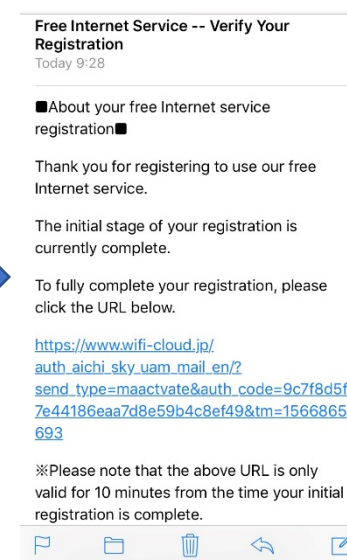 Free Internet Service -- Verify Your
Registration
Today 9:28
■About your free Internet service
registration■
Thank you for registering to use our free
Internet service.
The initial stage of your registration is
currently complete.
To fully complete your registration, please
click the URL below.
https://www.wifi-cloud.jp/
auth_aichi_sky_uam_mail_en/?
send_type=maactvate&auth_code=9c7f8d5f
7e44186eaa7d8e59b4c8ef49&tm=1566865
693
※Please note that the above URL is only
valid for 10 minutes from the time your initial
registration is complete.